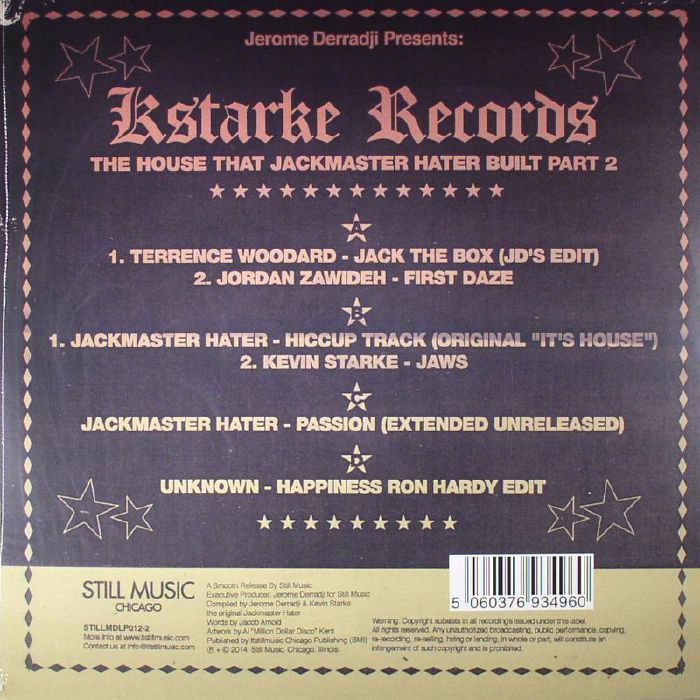 Jerome Derradji Presents:
Kstarke Records
THE HOUSE THAT JACKMASTER HATER BUILT PART 2
A
1. TERRENCE WOODARD - JACK THE BOX (JD'S EDIT)
2. JORDAN ZAWIDEH - FIRST DAZE
B
1. JACKMASTER HATER - HICCUP TRACK (ORIGINAL "IT'S HOUSE")
2. KEVIN STARKE - JAWS
C
JACKMASTER HATER - PASSION (EXTENDED UNRELEASED)
D
UNKNOWN - HAPPINESS RON HARDY EDIT
STILL MUSIC
CHICAGO
STILLMDLP012-2
More info at www.itstillmusic.com
Contact us at info@itstillmusic.com
A Sincoin Release By Still Music
Executive Producer: Jerome Derradji for Still Music
Compiled by Jerome Derradji & Kevin Starke
the original Jackmaster Hater
Words by Jacob Arnold
Artwork by Al "Million Dollar Disco" Kent
Published by Itstillmusic Chicago Publishing (BMI)
℗ + © 2014 Still Music, Chicago, Illinois.
5 060376 934960
Warning: Copyright subsists in all recordings issued under this label.
All rights reserved. Any unauthorized broadcasting, public performance, copying,
re-recording, re-selling, hiring or lending, in whole or part, will constitute an
infringement of such copyright and is prohibited.